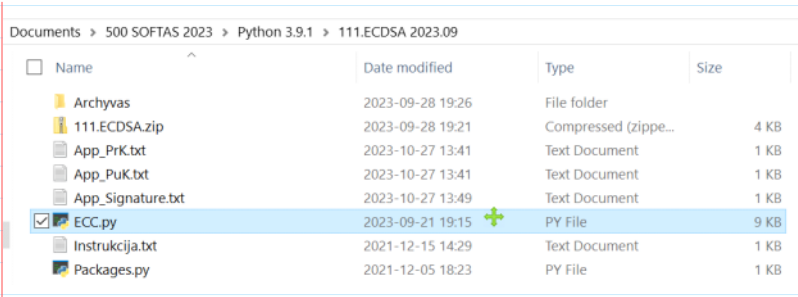 Documents > 500 SOFTAS 2023 > Python 3.9.1 > 111.ECDSA 2023.09
Name Date modified Type Size
Archyvas 2023-09-28 19:26 File folder
111.ECDSA.zip 2023-09-28 19:21 Compressed (zippe... 4 KB
App_PrK.txt 2023-10-27 13:41 Text Document 1 KB
App_PuK.txt 2023-10-27 13:41 Text Document 1 KB
App_Signature.txt 2023-10-27 13:49 Text Document 1 KB
ECC.py 2023-09-21 19:15 PY File 9 KB
Instrukcija.txt 2021-12-15 14:29 Text Document 1 KB
Packages.py 2021-12-05 18:23 PY File 1 KB